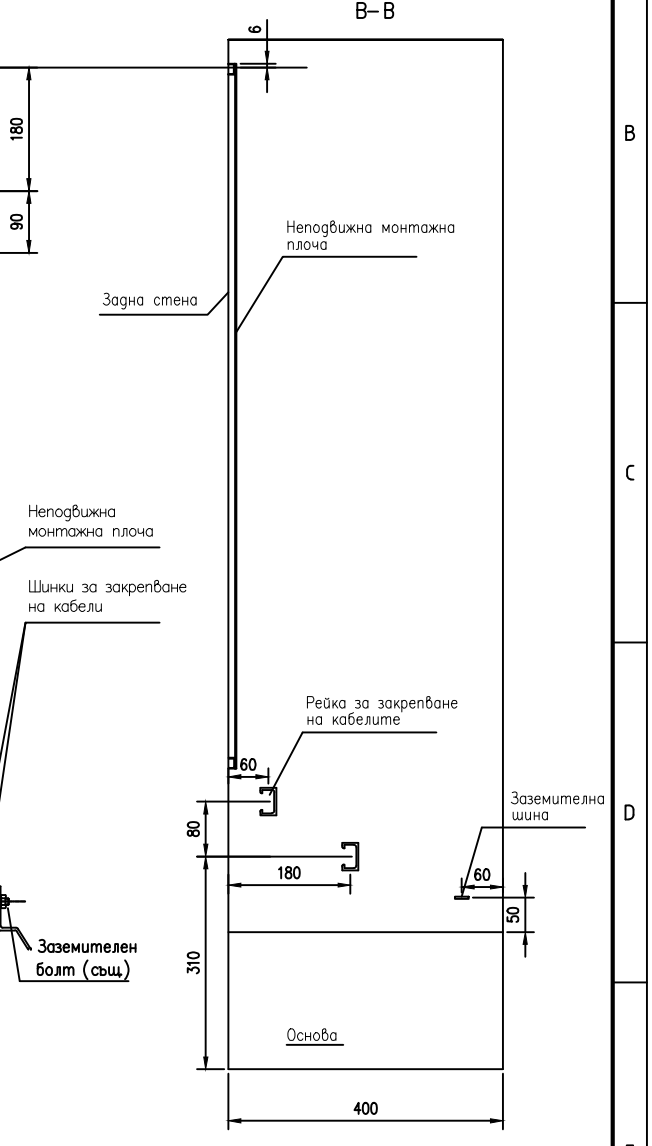 B-B
6
180
B
90
Неподвижна монтажна
плоча
Задна стена
C
Неподвижна
монтажна плоча
Шинки за закрепване
на кабели
Рейка за закрепване
на кабелите
60
Заземителна
шина
D
80
180
60
50
Заземителен
болт (същ.)
310
Основа
400